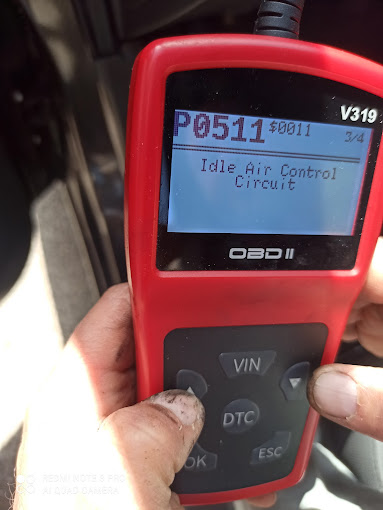 V319
P0511 $0011 3/4
Idle Air Control
Circuit
OBD II
VIN
DTC
OK
ESC
REDMI NOTE 8 PRO
AI QUAD CAMERA